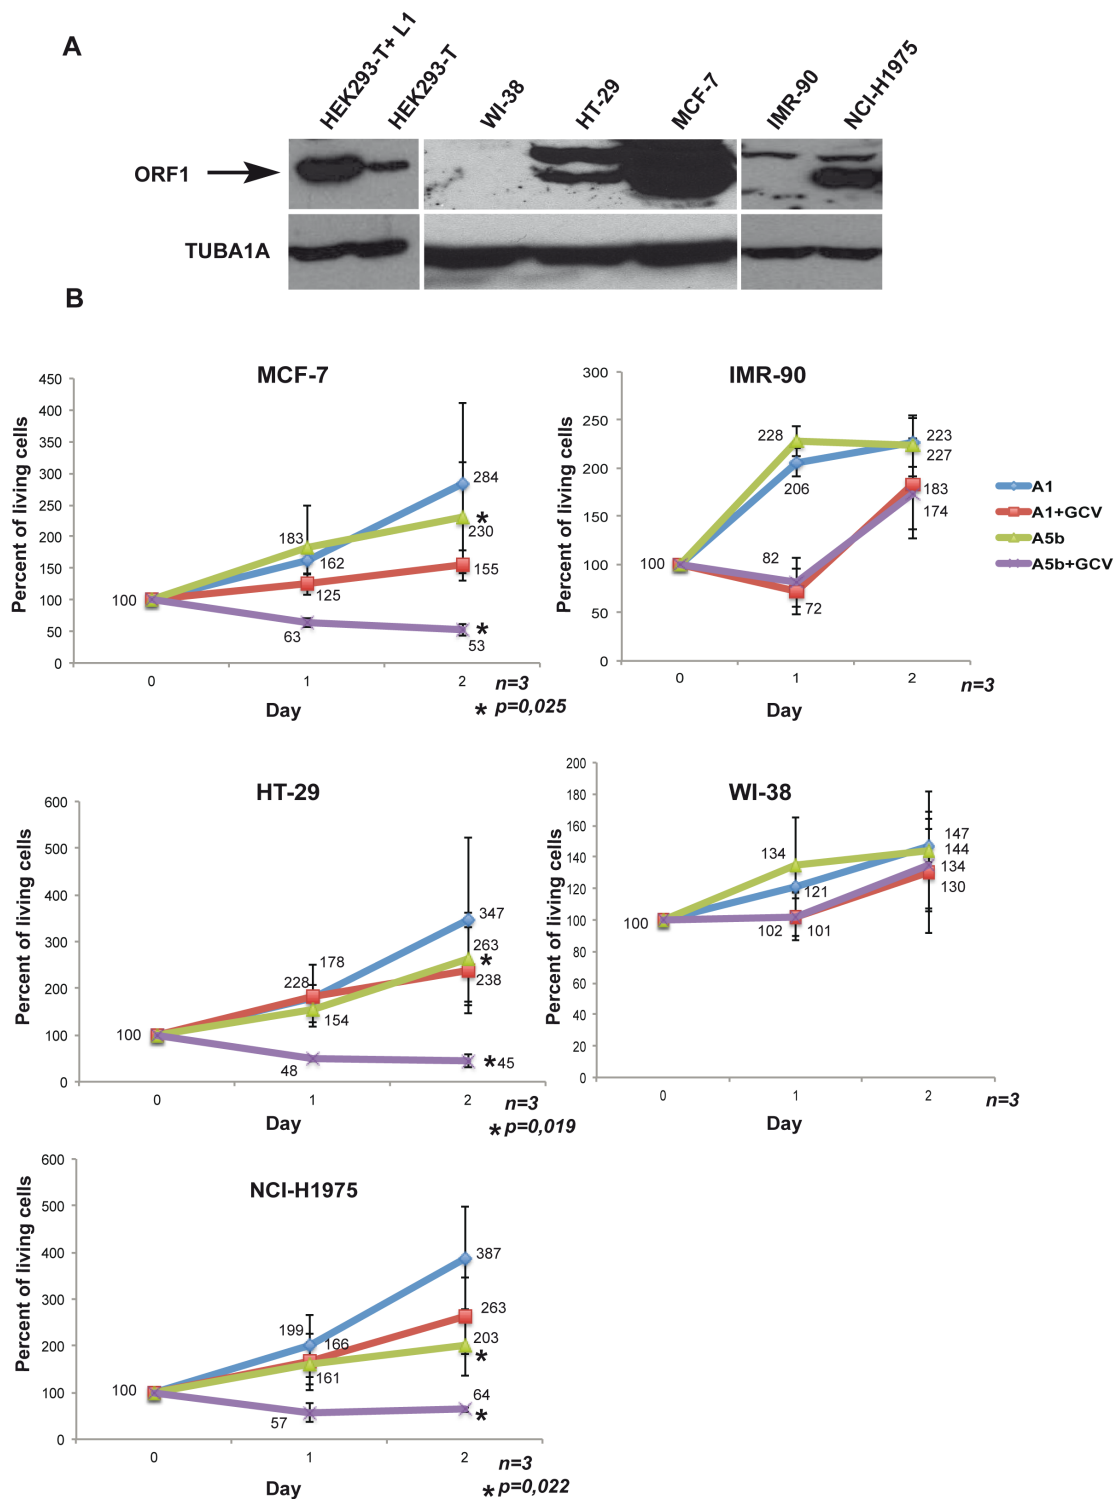 A
HEK293-T+ L1
HEK293-T
WI-38
HT-29
MCF-7
IMR-90
NCI-H1975
ORF1
TUBA1A
B
MCF-7
Percent of living cells
450
400
350
300
250
200
150
100
50
0
100
183
162
125
63
284
*
230
155
*
53
0 1 2
Day
n=3
* p=0,025
IMR-90
Percent of living cells
300
250
200
150
100
50
0
100
228
206
82
72
223
227
183
174
0 1 2
Day
n=3
A1
A1+GCV
A5b
A5b+GCV
HT-29
Percent of living cells
600
500
400
300
200
100
0
100
178
228
154
48
347
263
*
238
* 45
0 1 2
Day
n=3
* p=0,019
WI-38
Percent of living cells
200
180
160
140
120
100
80
60
40
20
0
100
134
121
102 101
147
144
134
130
0 1 2
Day
n=3
NCI-H1975
Percent of living cells
600
500
400
300
200
100
0
100
199
166
161
57
387
263
203
*
64
*
0 1 2
Day
n=3
* p=0,022